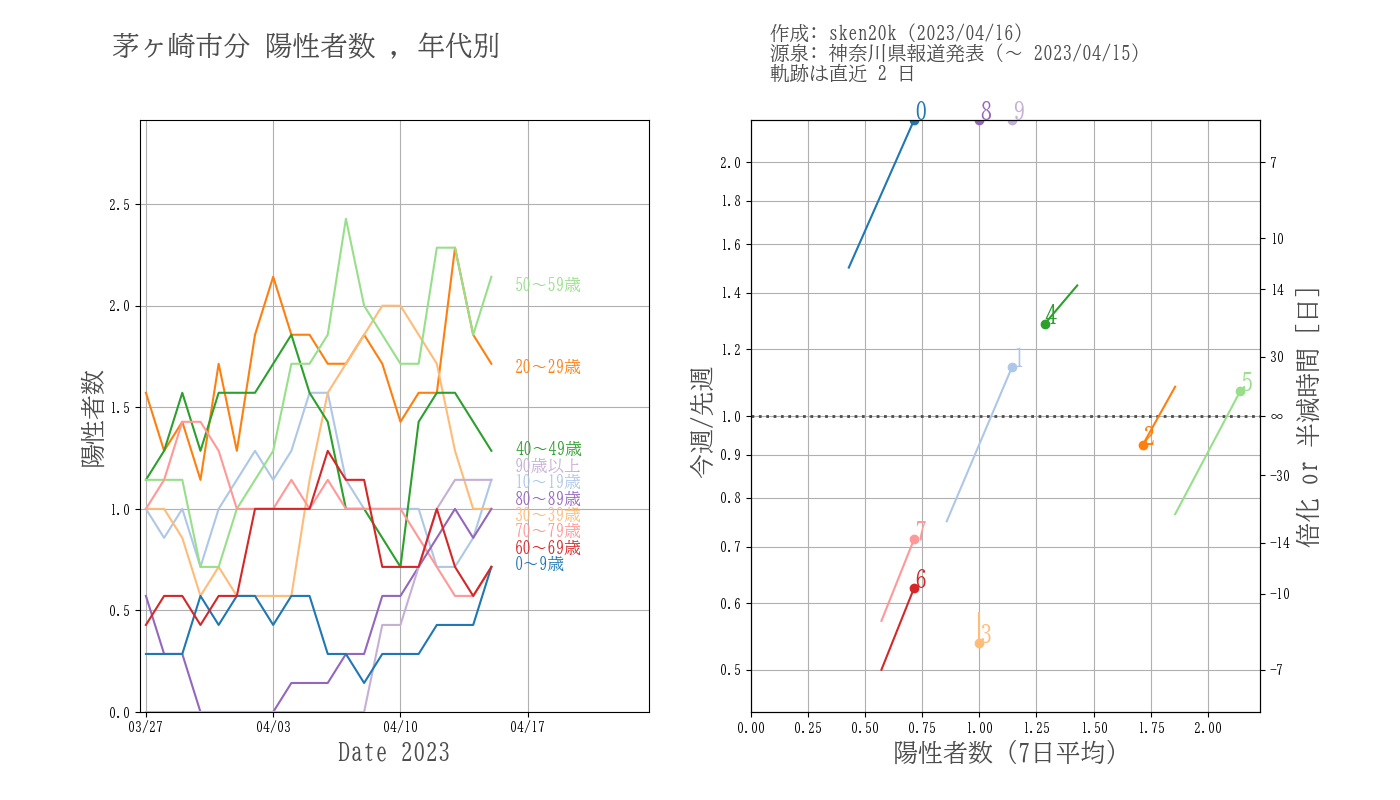 茅ヶ崎市分 陽性者数 , 年代別
作成: sken20k (2023/04/16)
源泉: 神奈川県報道発表 (～ 2023/04/15)
軌跡は直近 2 日
陽性者数
2.5
2.0
1.5
1.0
0.5
0.0
03/27
04/03
04/10
04/17
Date 2023
50～59歳
20～29歳
40～49歳
90歳以上
10～19歳
80～89歳
30～39歳
70～79歳
60～69歳
0～9歳
今週/先週
2.0
1.8
1.6
1.4
1.2
1.0
0.9
0.8
0.7
0.6
0.5
0
8
9
4
1
5
2
7
6
3
0.00
0.25
0.50
0.75
1.00
1.25
1.50
1.75
2.00
陽性者数 (7日平均)
7
10
14
30
∞
-30
-14
-10
-7
倍化 or 半減時間 [日]